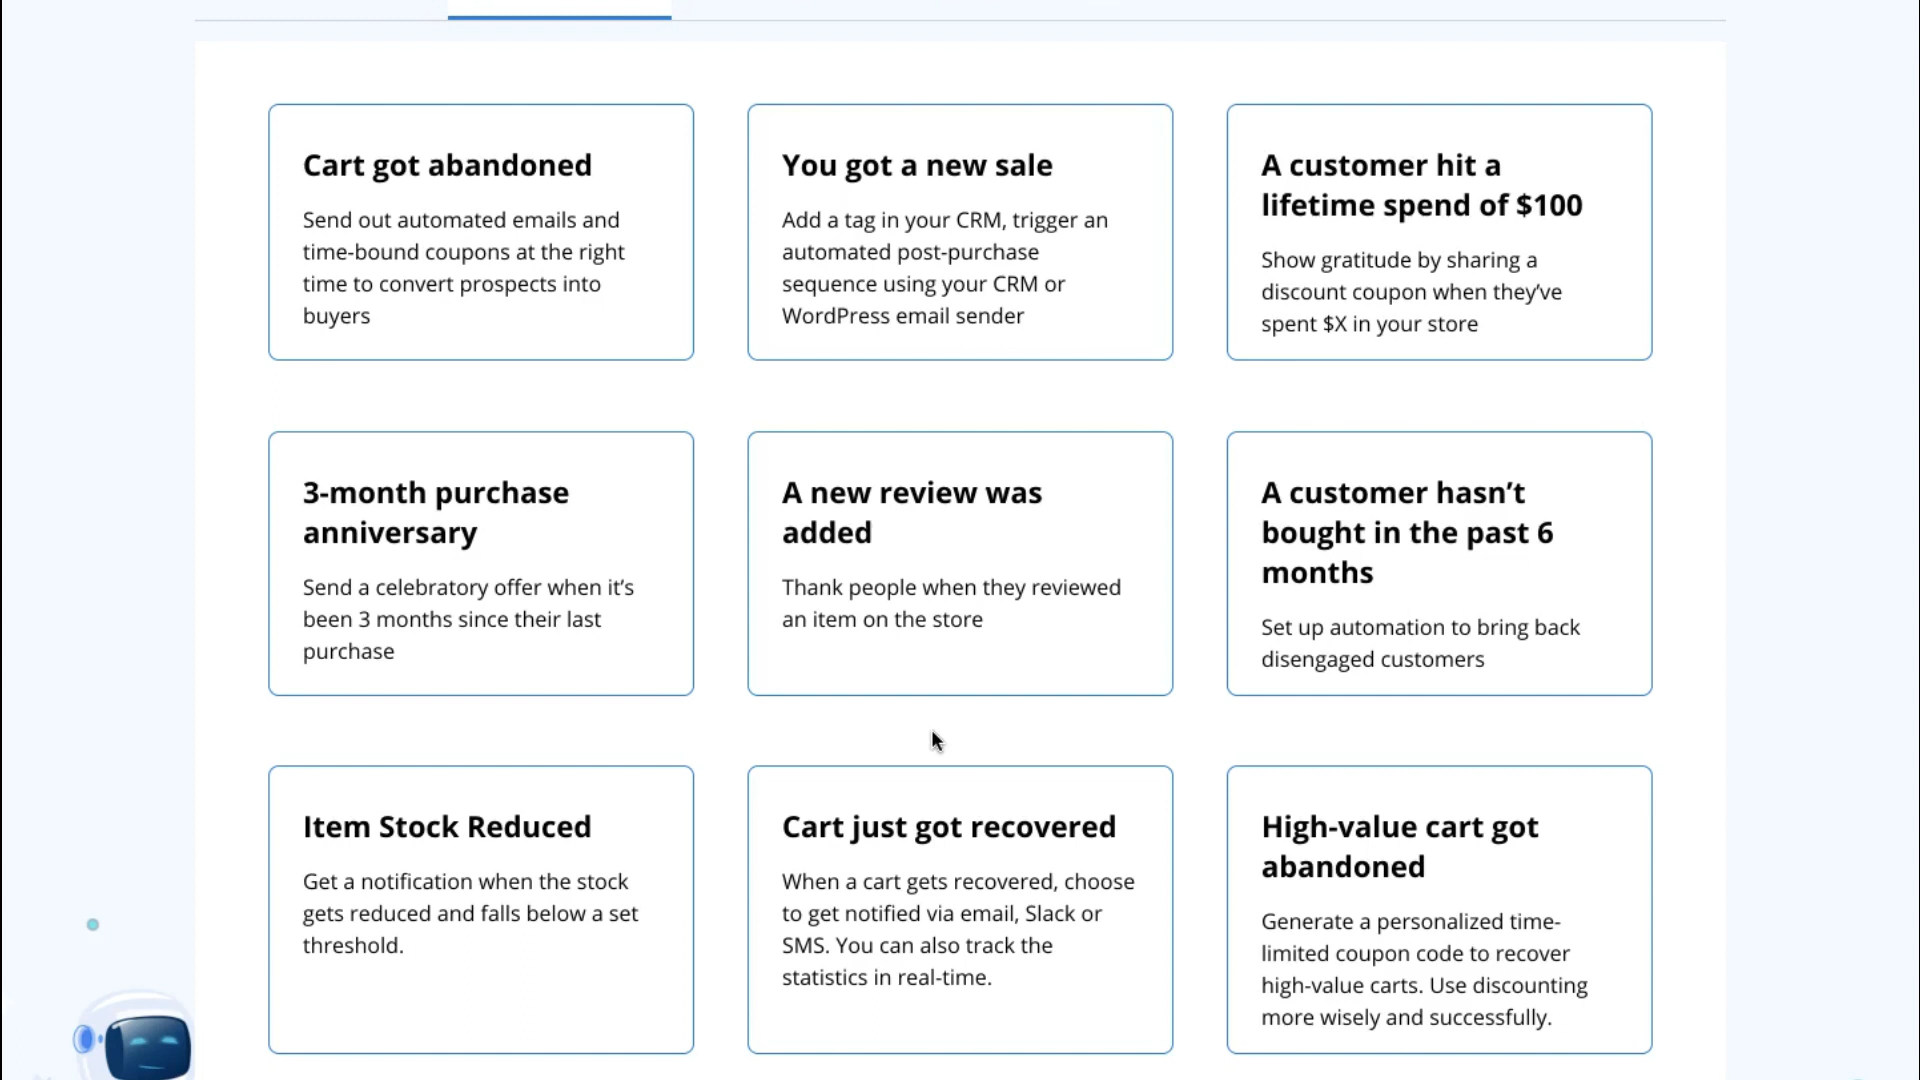 Cart got abandoned
Send out automated emails and
time-bound coupons at the right
time to convert prospects into
buyers
You got a new sale
Add a tag in your CRM, trigger an
automated post-purchase
sequence using your CRM or
WordPress email sender
A customer hit a
lifetime spend of $100
Show gratitude by sharing a
discount coupon when they’ve
spent $X in your store
3-month purchase
anniversary
Send a celebratory offer when it’s
been 3 months since their last
purchase
A new review was
added
Thank people when they reviewed
an item on the store
A customer hasn’t
bought in the past 6
months
Set up automation to bring back
disengaged customers
Item Stock Reduced
Get a notification when the stock
gets reduced and falls below a set
threshold.
Cart just got recovered
When a cart gets recovered, choose
to get notified via email, Slack or
SMS. You can also track the
statistics in real-time.
High-value cart got
abandoned
Generate a personalized time-
limited coupon code to recover
high-value carts. Use discounting
more wisely and successfully.